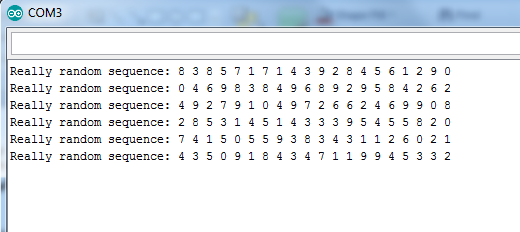 COM3
Really random sequence: 8 3 8 5 7 1 7 1 4 3 9 2 8 4 5 6 1 2 9 0
Really random sequence: 0 4 6 9 8 3 8 4 9 6 8 9 2 9 5 8 4 2 6 2
Really random sequence: 4 9 2 7 9 1 0 4 9 7 2 6 6 2 4 6 9 9 0 8
Really random sequence: 2 8 5 3 1 4 5 1 4 3 3 3 9 5 4 5 5 8 2 0
Really random sequence: 7 4 1 5 0 5 5 9 3 8 3 4 3 1 1 2 6 0 2 1
Really random sequence: 4 3 5 0 9 1 8 4 3 4 7 1 1 9 9 4 5 3 3 2